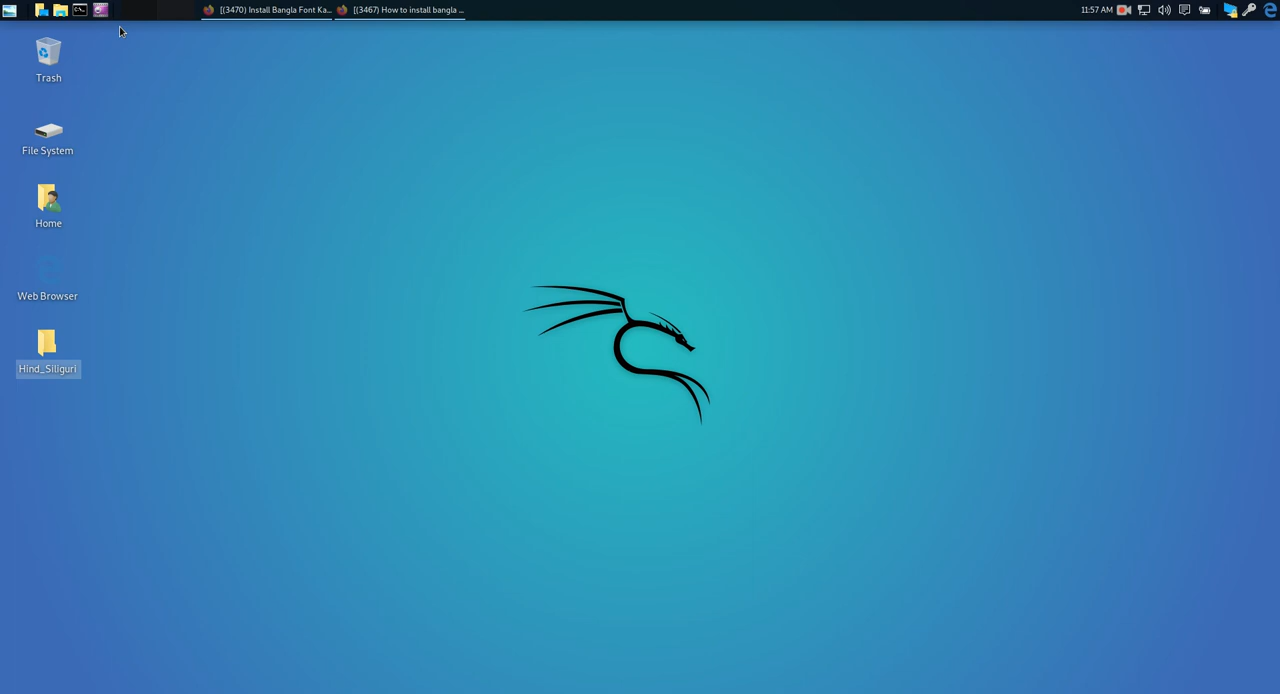 [(3470) Install Bangla Font Ka... [(3467) How to install bangla ... 11:57 AM
Trash
File System
Home
Web Browser
Hind_Siliguri